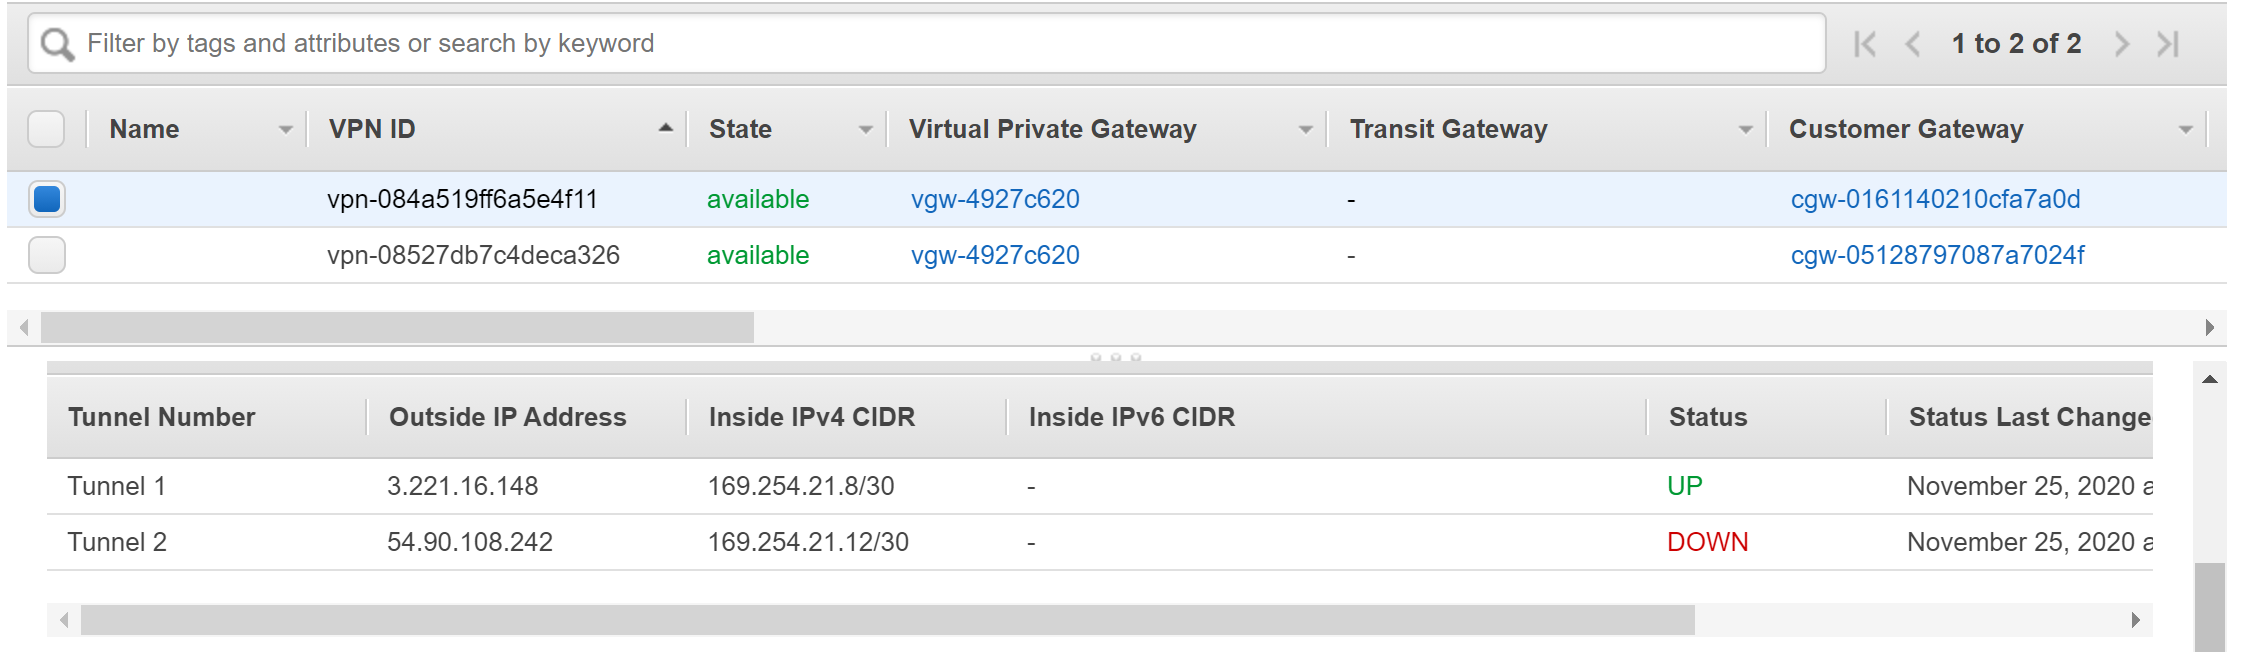 Filter by tags and attributes or search by keyword 1 to 2 of 2
Name VPN ID State Virtual Private Gateway Transit Gateway Customer Gateway
vpn-084a519ff6a5e4f11 available vgw-4927c620 - cgw-0161140210cfa7a0d
vpn-08527db7c4deca326 available vgw-4927c620 - cgw-05128797087a7024f
Tunnel Number Outside IP Address Inside IPv4 CIDR Inside IPv6 CIDR Status Status Last Change
Tunnel 1 3.221.16.148 169.254.21.8/30 - UP November 25, 2020 a
Tunnel 2 54.90.108.242 169.254.21.12/30 - DOWN November 25, 2020 a